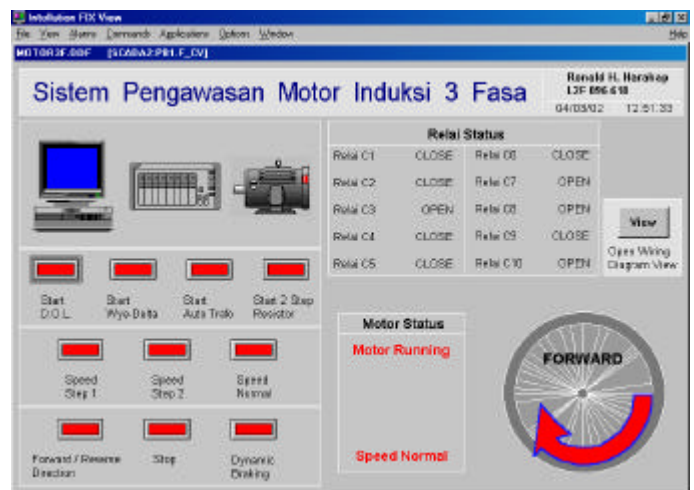 Intellution FIX View
File View Alarms Commands Applications Options Window Help
MOTOR3F.ODF [SCADA2:PB1.F_CV]
Sistem Pengawasan Motor Induksi 3 Fasa
Ronald H. Harahap
L2F 096 618
04/03/02 12:51:33
Relai Status
Relai C1 CLOSE Relai C6 CLOSE
Relai C2 CLOSE Relai C7 OPEN
Relai C3 OPEN Relai C8 OPEN
Relai C4 CLOSE Relai C9 CLOSE
Relai C5 CLOSE Relai C10 OPEN
View
Open Wiring
Diagram View
Start
D.O.L.
Start
Wye-Delta
Start
Auto Trafo
Start 2 Step
Resistor
Speed
Step 1
Speed
Step 2
Speed
Normal
Forward / Reverse
Direction
Stop
Dynamic
Braking
Motor Status
Motor Running
Speed Normal
FORWARD